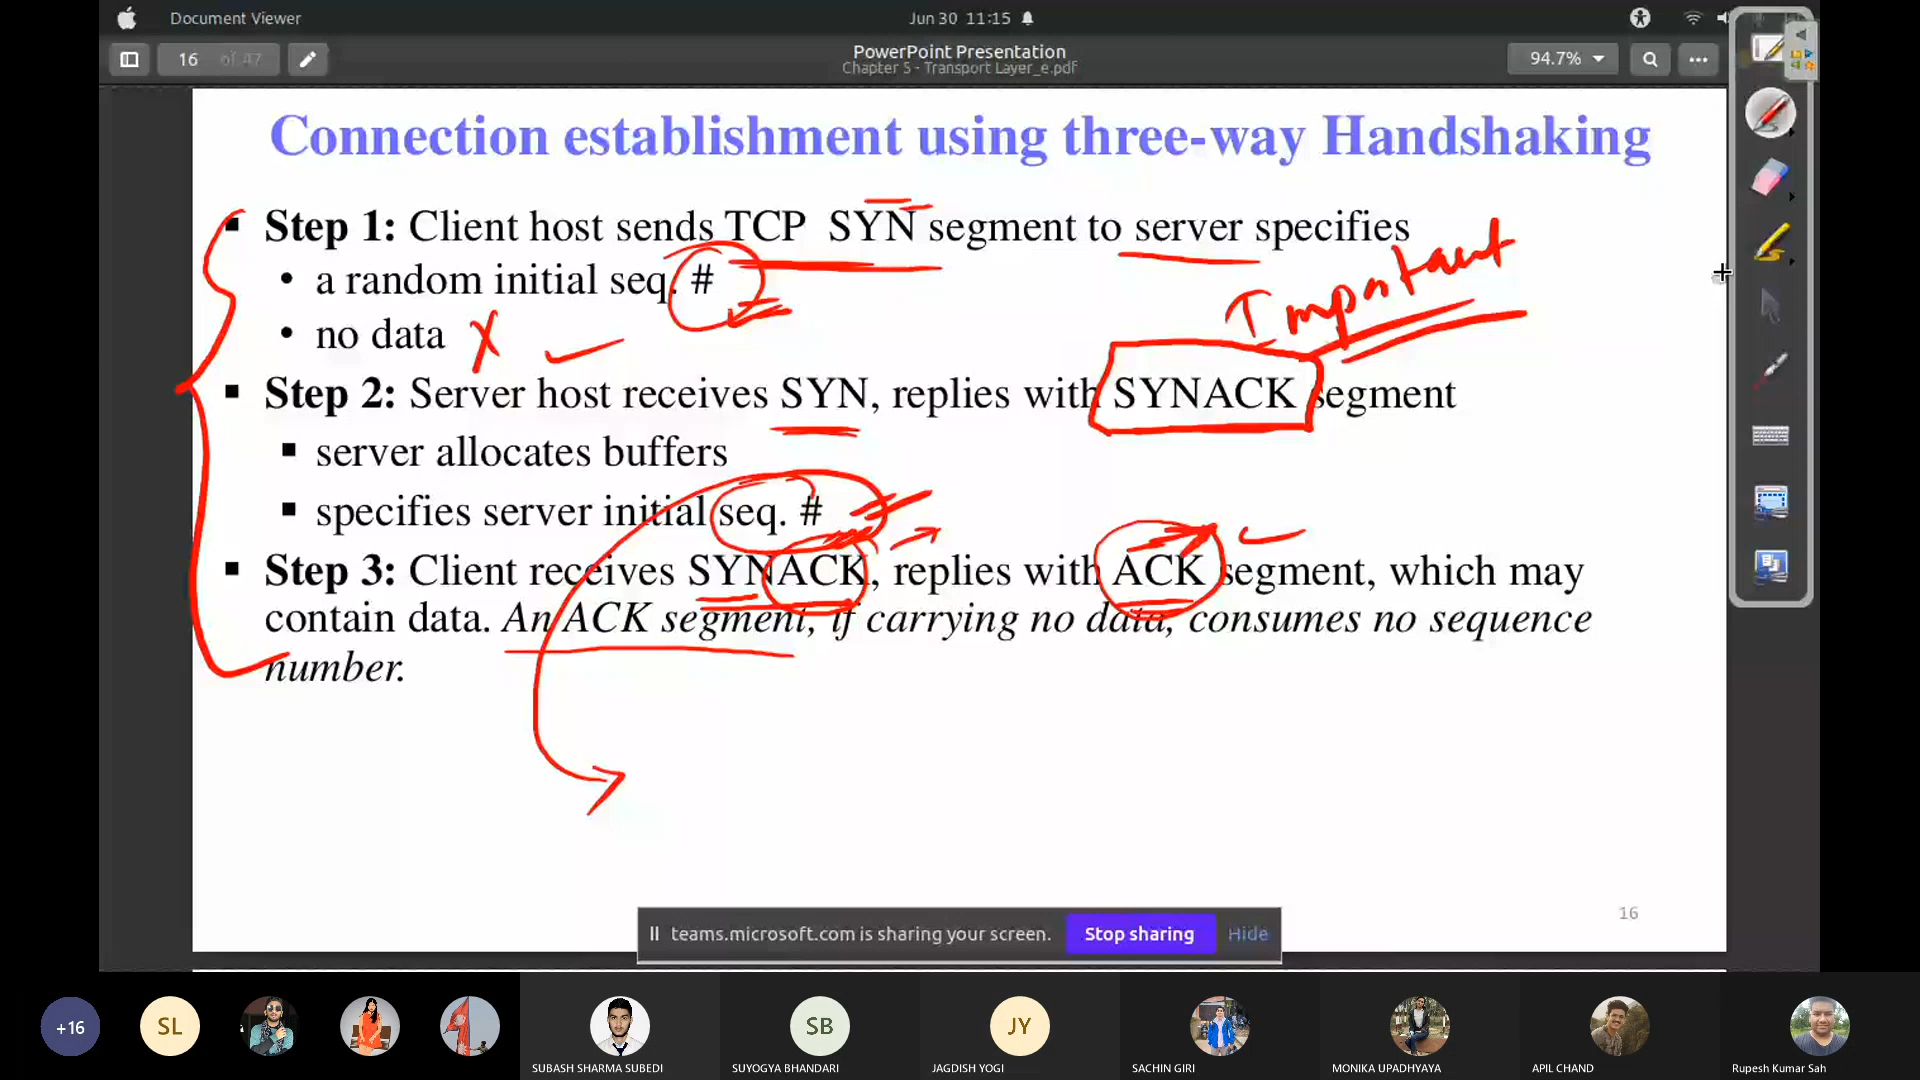 Document Viewer
Jun 30 11:15
16 of 47
PowerPoint Presentation
Chapter 5 - Transport Layer_e.pdf
94.7%
Connection establishment using three-way Handshaking
▪ Step 1: Client host sends TCP SYN segment to server specifies
• a random initial seq. #
Important
• no data X
▪ Step 2: Server host receives SYN, replies with SYNACK segment
▪ server allocates buffers
▪ specifies server initial seq. #
▪ Step 3: Client receives SYNACK, replies with ACK segment, which may
contain data. An ACK segment, if carrying no data, consumes no sequence
number.
16
teams.microsoft.com is sharing your screen. Stop sharing Hide
+16 SL SB JY
SUBASH SHARMA SUBEDI SUYOGYA BHANDARI JAGDISH YOGI SACHIN GIRI MONIKA UPADHYAYA APIL CHAND Rupesh Kumar Sah